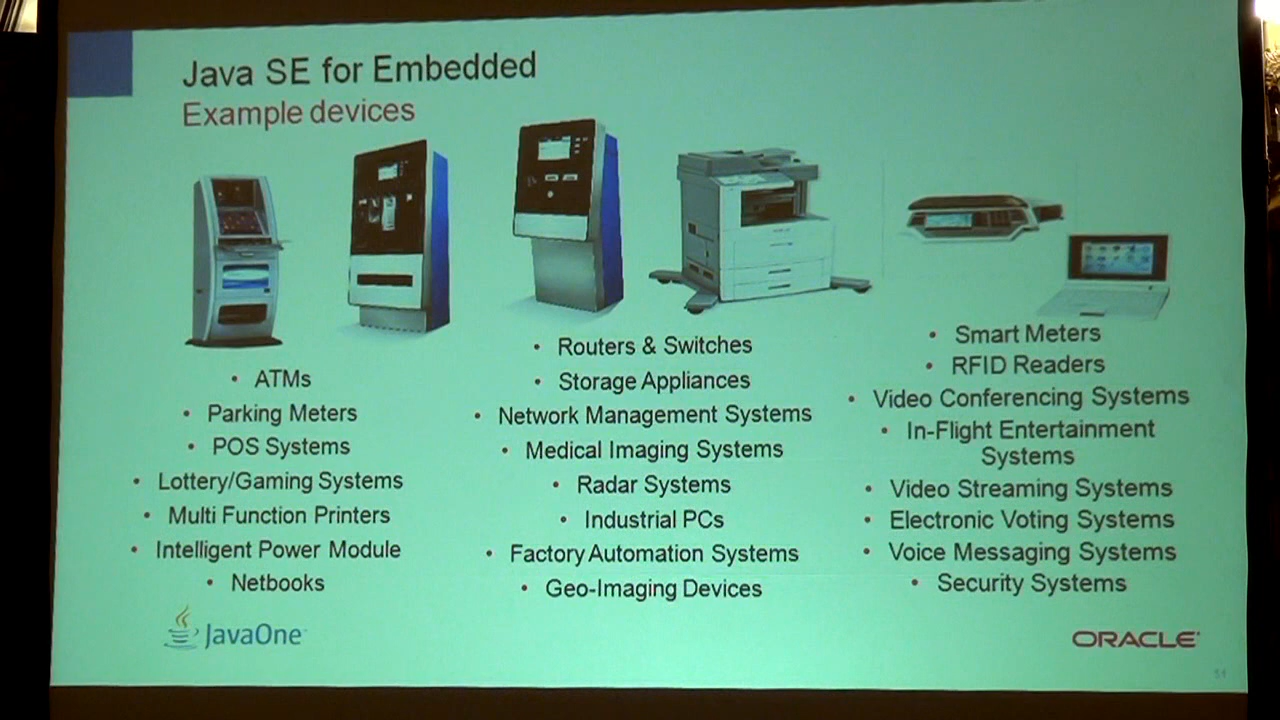 Java SE for Embedded
Example devices
• ATMs
• Parking Meters
• POS Systems
• Lottery/Gaming Systems
• Multi Function Printers
• Intelligent Power Module
• Netbooks
• Routers & Switches
• Storage Appliances
• Network Management Systems
• Medical Imaging Systems
• Radar Systems
• Industrial PCs
• Factory Automation Systems
• Geo-Imaging Devices
• Smart Meters
• RFID Readers
• Video Conferencing Systems
• In-Flight Entertainment
Systems
• Video Streaming Systems
• Electronic Voting Systems
• Voice Messaging Systems
• Security Systems
JavaOne
ORACLE